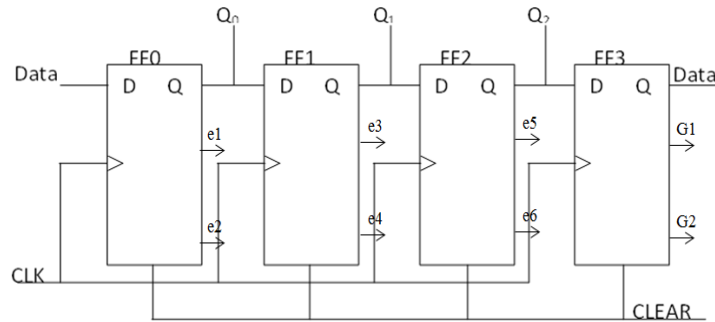 Q0 Q1 Q2
FF0 FF1 FF2 FF3
Data D Q D Q D Q D Q Data
e1 e3 e5 G1
e2 e4 e6 G2
CLK
CLEAR